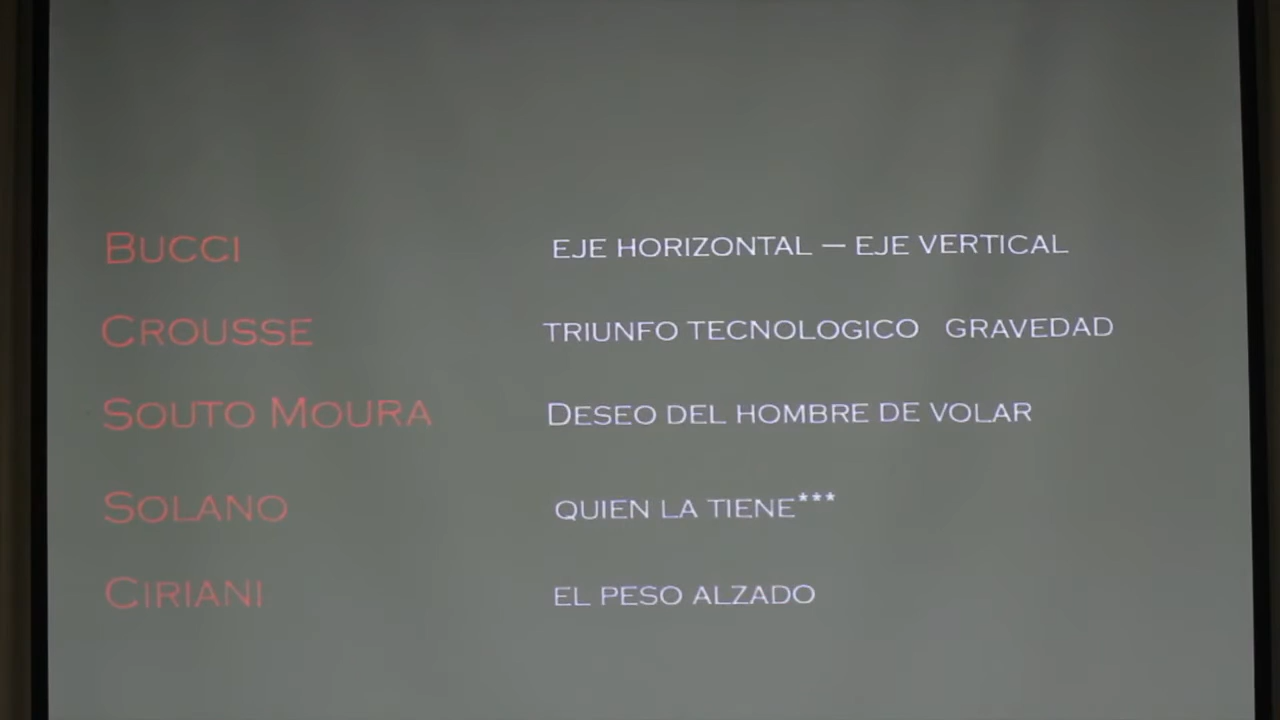 BUCCI EJE HORIZONTAL – EJE VERTICAL
CROUSSE TRIUNFO TECNOLOGICO GRAVEDAD
SOUTO MOURA DESEO DEL HOMBRE DE VOLAR
SOLANO QUIEN LA TIENE***
CIRIANI EL PESO ALZADO